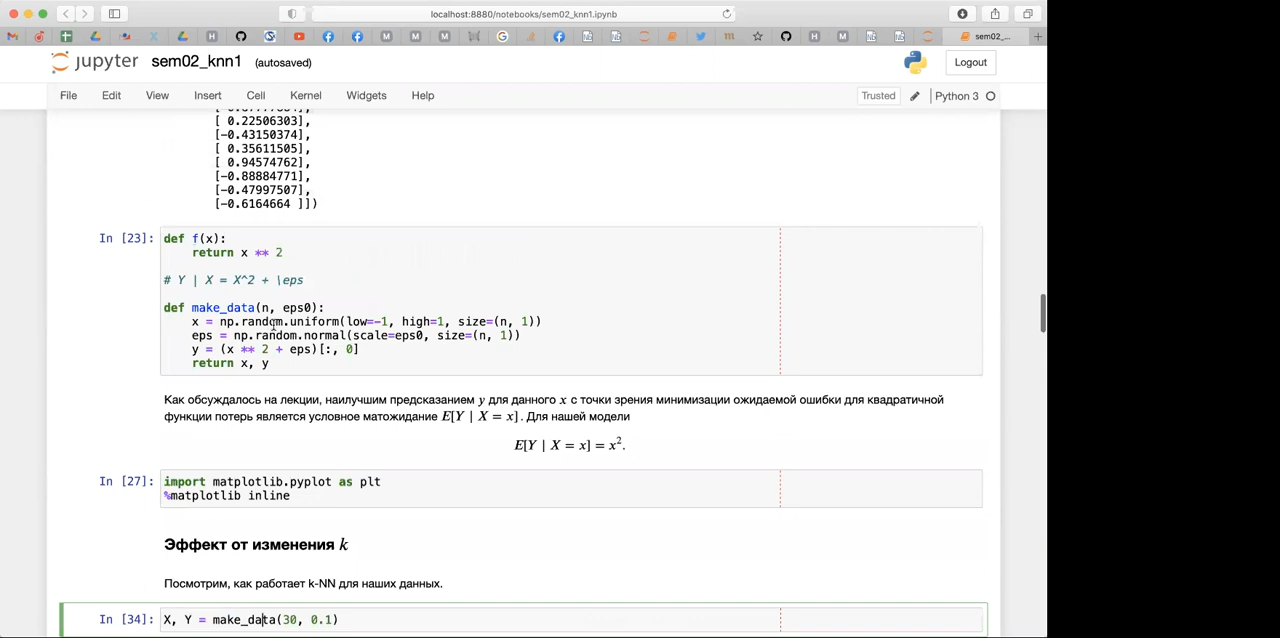 localhost:8880/notebooks/sem02_knn1.ipynb
sem02_...
jupyter sem02_knn1 (autosaved)
Logout
File Edit View Insert Cell Kernel Widgets Help
Trusted Python 3
[ 0.22506303],
[-0.43150374],
[ 0.35611505],
[ 0.94574762],
[-0.88884771],
[-0.47997507],
[-0.6164664 ]])
In [23]: def f(x):
return x ** 2
# Y | X = X^2 + \eps
def make_data(n, eps0):
x = np.random.uniform(low=-1, high=1, size=(n, 1))
eps = np.random.normal(scale=eps0, size=(n, 1))
y = (x ** 2 + eps)[:, 0]
return x, y
Как обсуждалось на лекции, наилучшим предсказанием y для данного x с точки зрения минимизации ожидаемой ошибки для квадратичной
функции потерь является условное матожидание E[Y | X = x]. Для нашей модели
E[Y | X = x] = x².
In [27]: import matplotlib.pyplot as plt
%matplotlib inline
Эффект от изменения k
Посмотрим, как работает k-NN для наших данных.
In [34]: X, Y = make_data(30, 0.1)